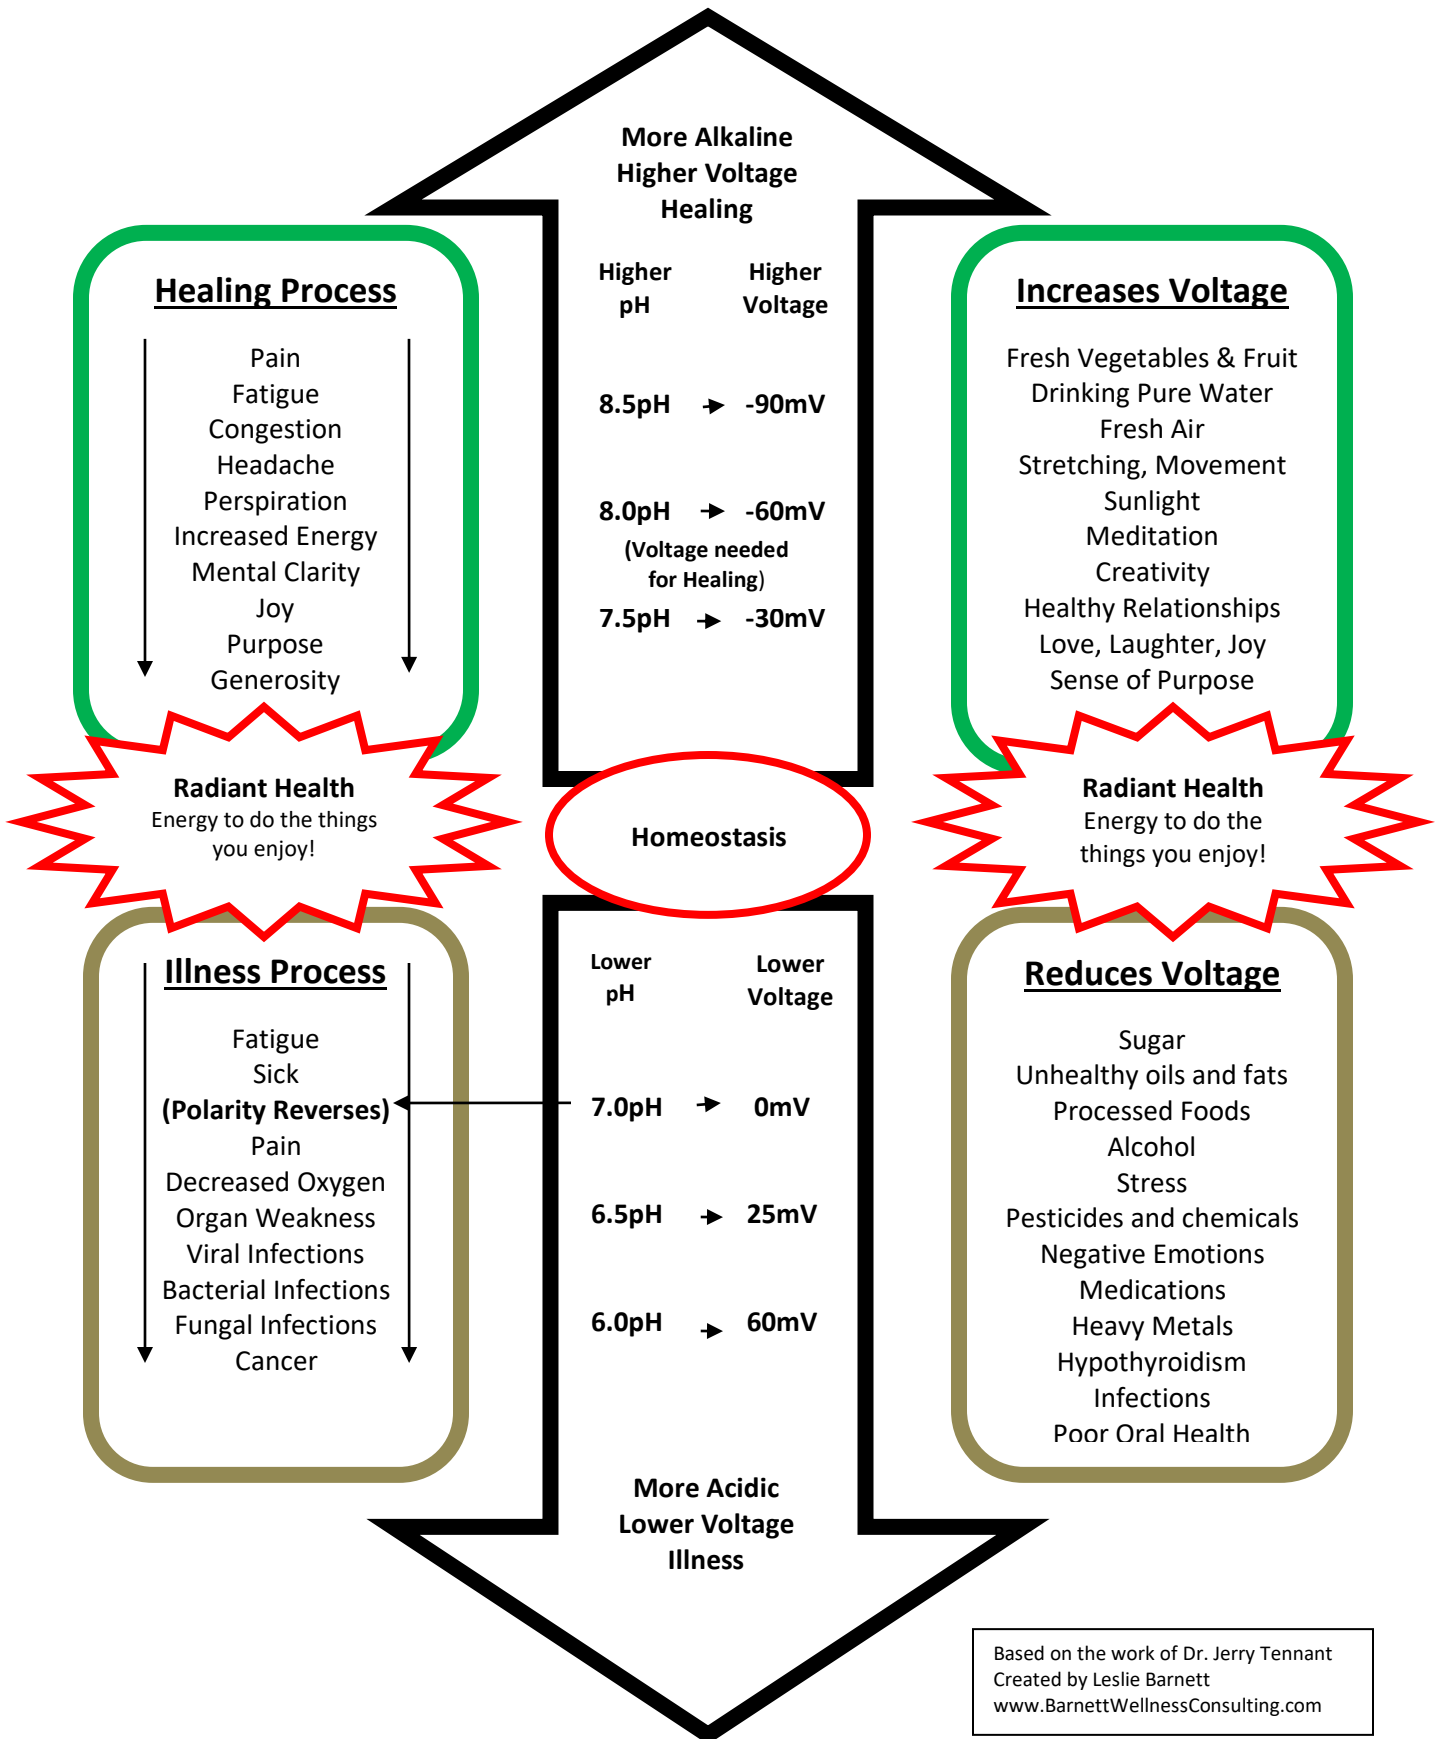 More Alkaline
Higher Voltage
Healing
Higher
pH
Higher
Voltage
8.5pH -90mV
8.0pH -60mV
(Voltage needed
for Healing)
7.5pH -30mV
Healing Process
Pain
Fatigue
Congestion
Headache
Perspiration
Increased Energy
Mental Clarity
Joy
Purpose
Generosity
Increases Voltage
Fresh Vegetables & Fruit
Drinking Pure Water
Fresh Air
Stretching, Movement
Sunlight
Meditation
Creativity
Healthy Relationships
Love, Laughter, Joy
Sense of Purpose
Radiant Health
Energy to do the things
you enjoy!
Homeostasis
Radiant Health
Energy to do the
things you enjoy!
Illness Process
Fatigue
Sick
(Polarity Reverses)
Pain
Decreased Oxygen
Organ Weakness
Viral Infections
Bacterial Infections
Fungal Infections
Cancer
Lower
pH
Lower
Voltage
7.0pH 0mV
6.5pH 25mV
6.0pH 60mV
Reduces Voltage
Sugar
Unhealthy oils and fats
Processed Foods
Alcohol
Stress
Pesticides and chemicals
Negative Emotions
Medications
Heavy Metals
Hypothyroidism
Infections
Poor Oral Health
More Acidic
Lower Voltage
Illness
Based on the work of Dr. Jerry Tennant
Created by Leslie Barnett
www.BarnettWellnessConsulting.com